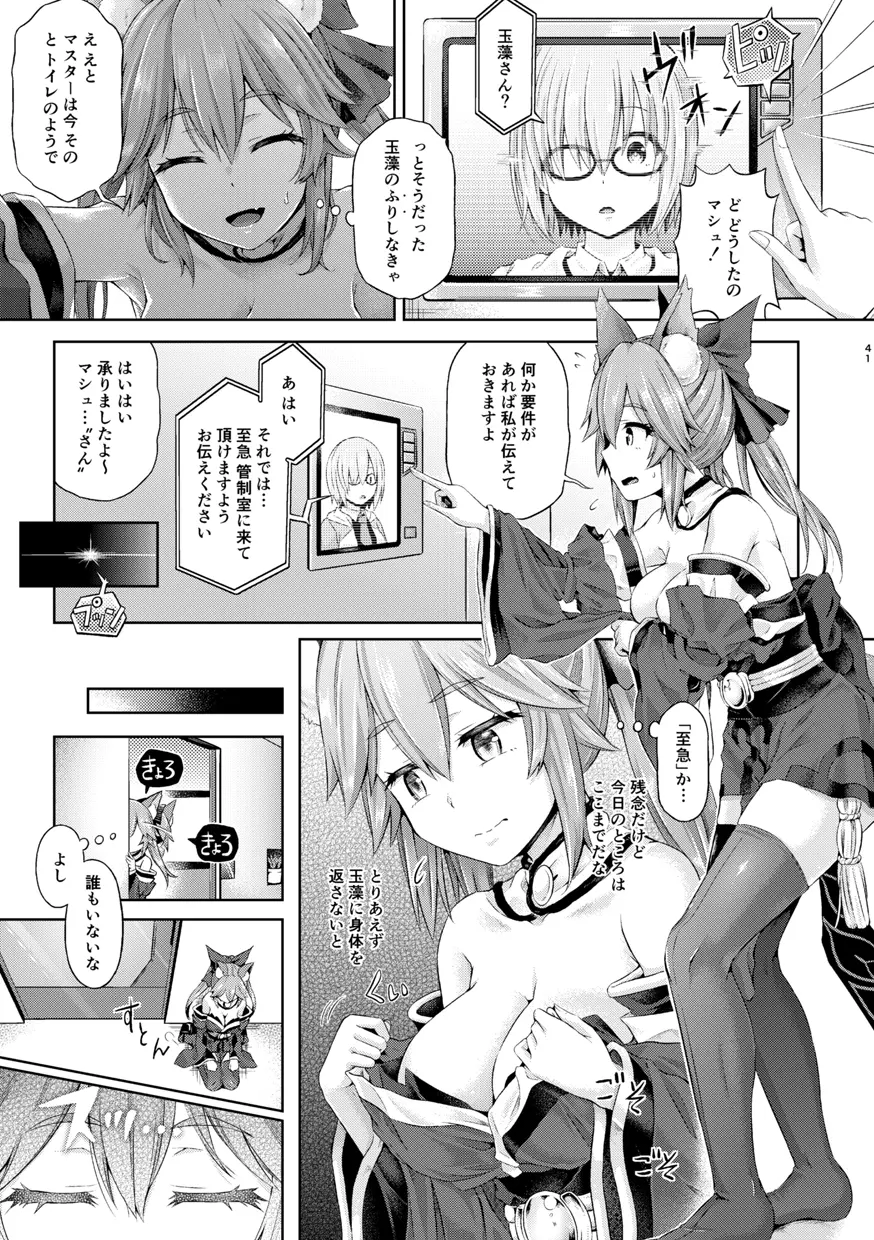 ピッ
ヴォン
どどうしたの
マシュ!
玉藻さん?
っとそうだった
玉藻のふりしなきゃ
ええと
マスターは今その
とトイレのようで
41
何か要件が
あれば私が伝えて
おきますよ
あはい
それでは…
至急管制室に来て
頂けますよう
お伝えください
はいはい
承りましたよ~
マシュ…“さん”
プツン
「至急」か…
残念だけど
今日のところは
ここまでだな
とりあえず
玉藻に身体を
返さないと
くい
ごそ
ごそ
きょろ
きょろ
誰もいないな
よし
すとん
スー…